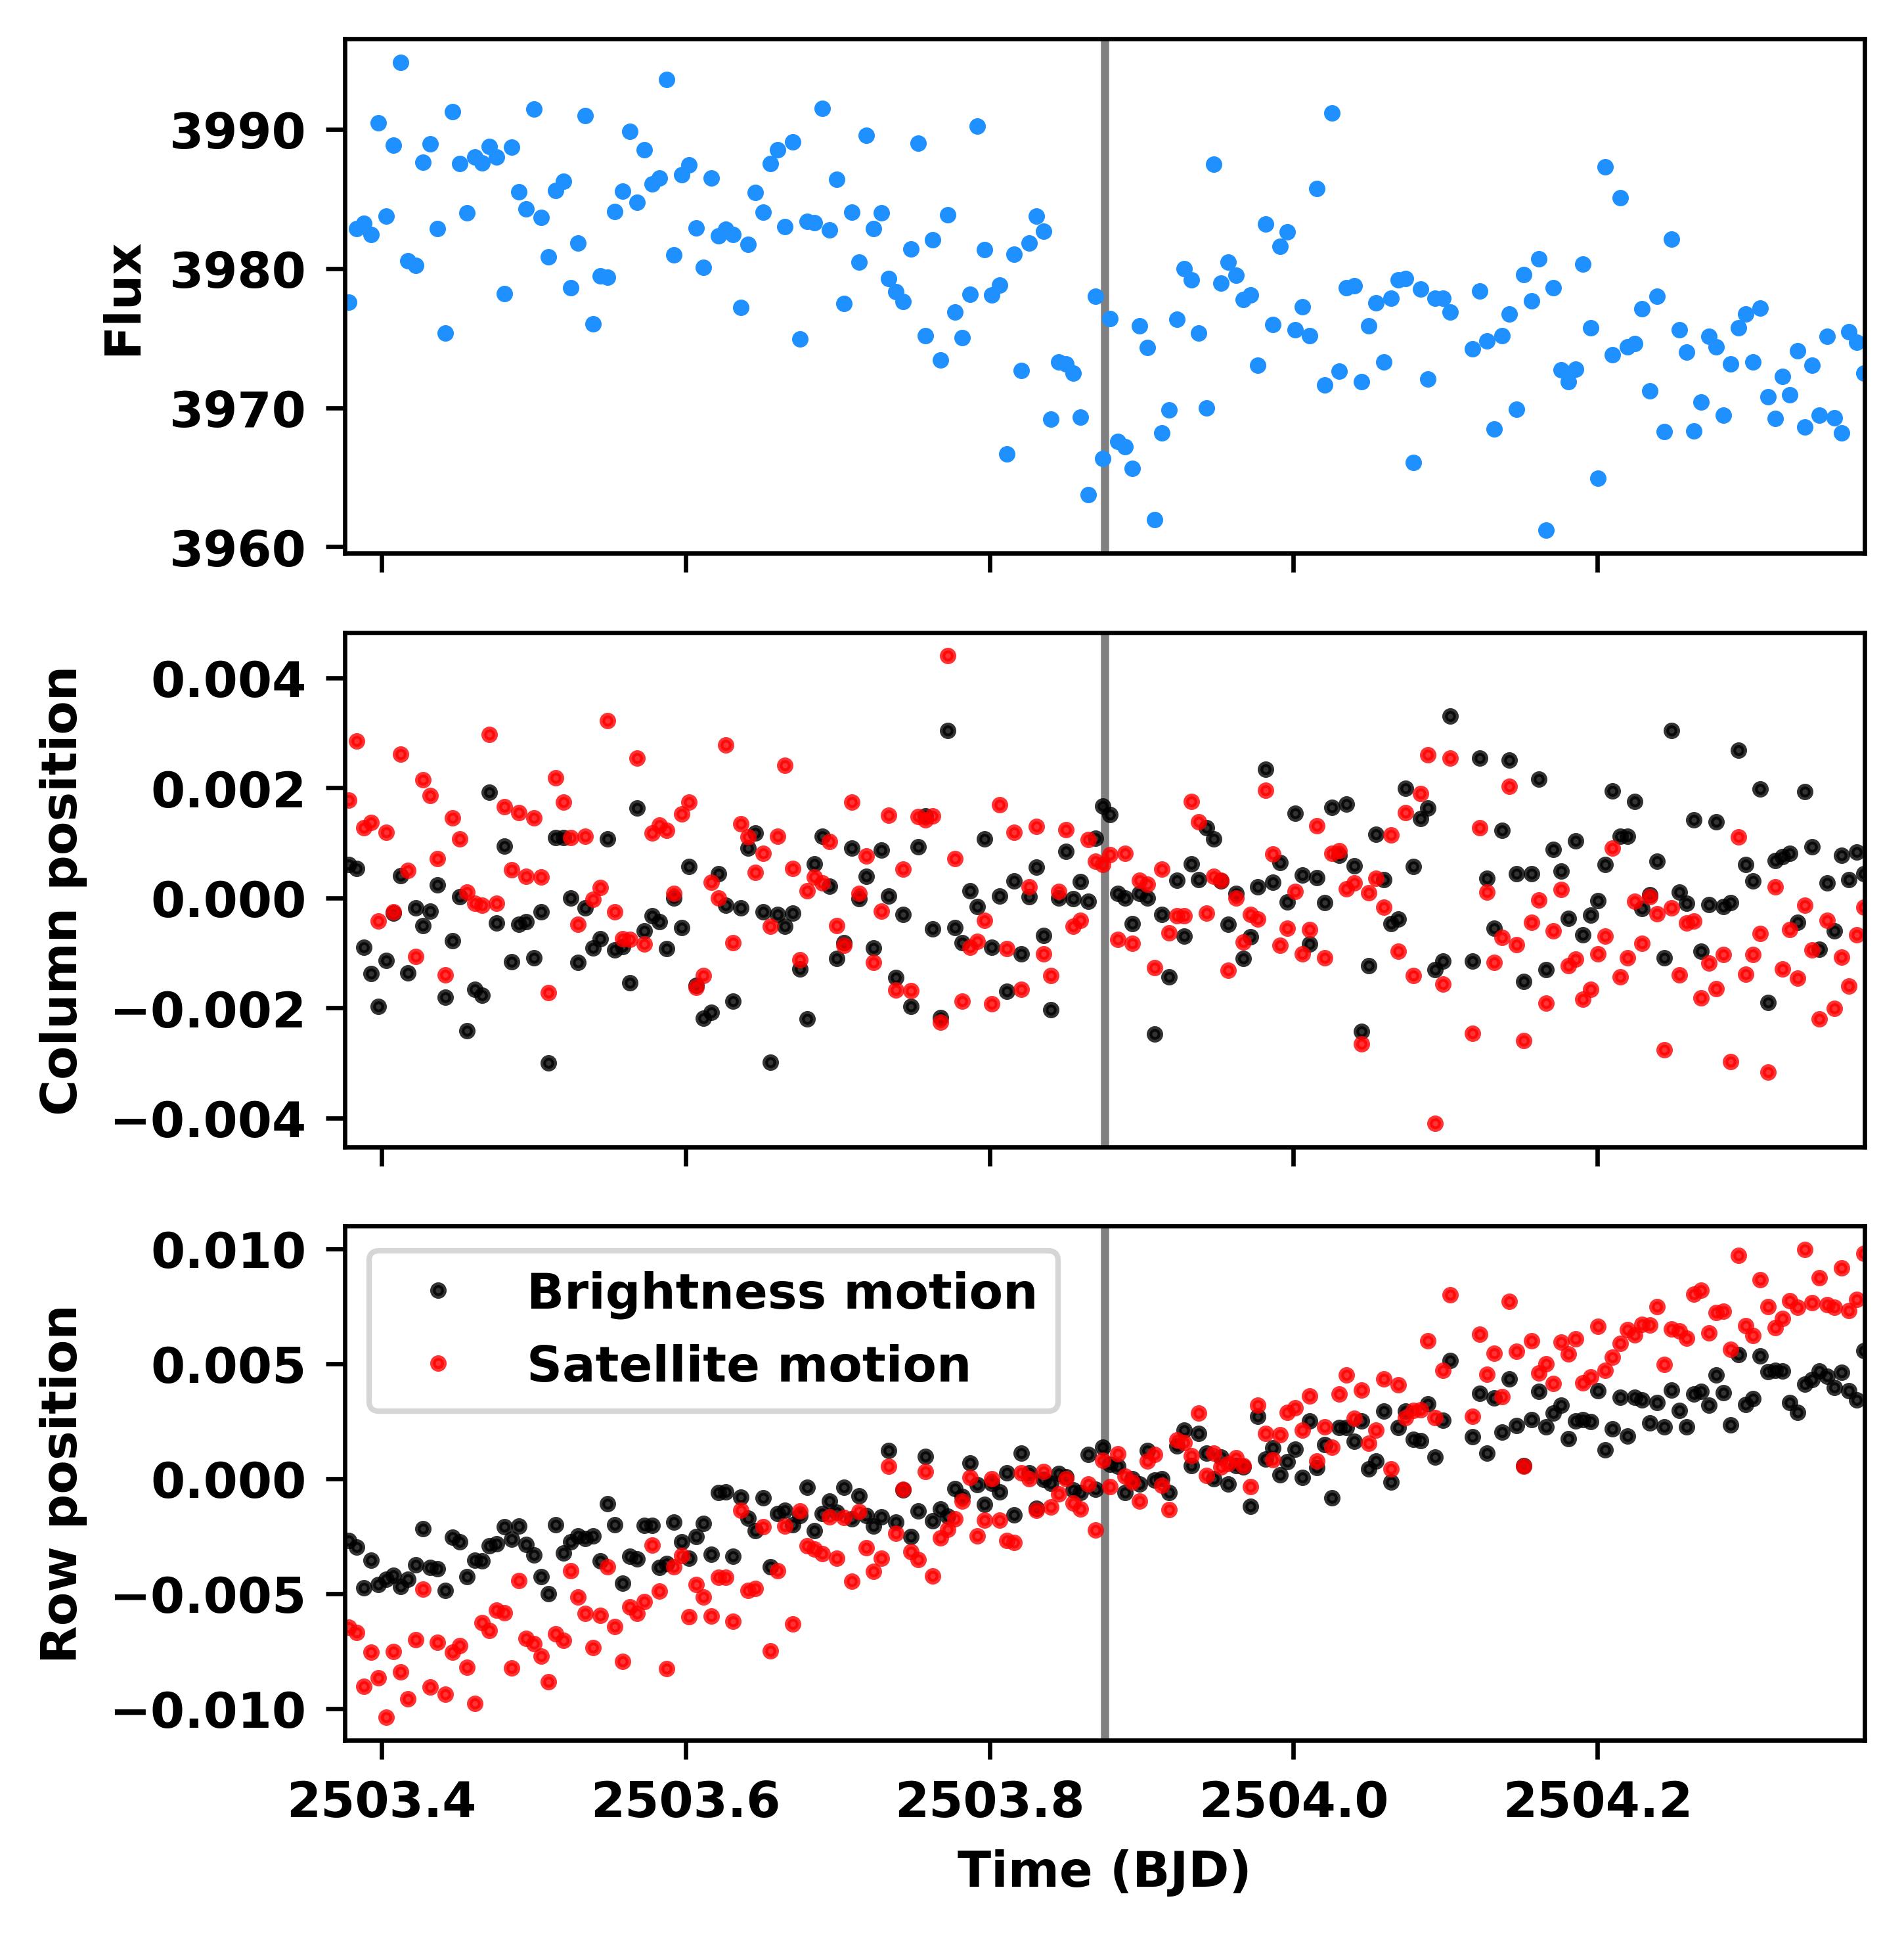 3990
3980
3970
3960
Flux
0.004
0.002
0.000
−0.002
−0.004
Column position
0.010
0.005
0.000
−0.005
−0.010
Row position
Brightness motion
Satellite motion
2503.4 2503.6 2503.8 2504.0 2504.2
Time (BJD)